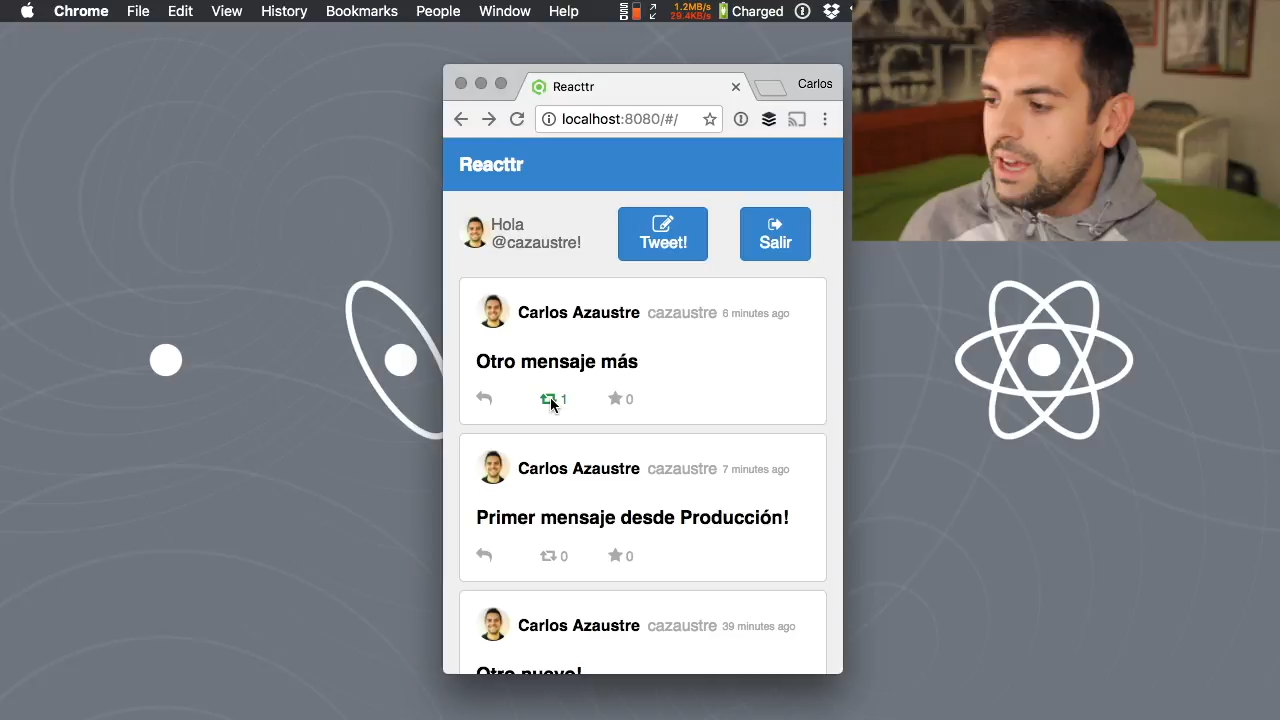 Chrome File Edit View History Bookmarks People Window Help 1.2MB/s 29.4KB/s Charged
Reacttr Carlos
localhost:8080/#/
Reacttr
Hola
@cazaustre!
Tweet!
Salir
Carlos Azaustre cazaustre 6 minutes ago
Otro mensaje más
1 0
Carlos Azaustre cazaustre 7 minutes ago
Primer mensaje desde Producción!
0 0
Carlos Azaustre cazaustre 39 minutes ago
Otro nuevo!